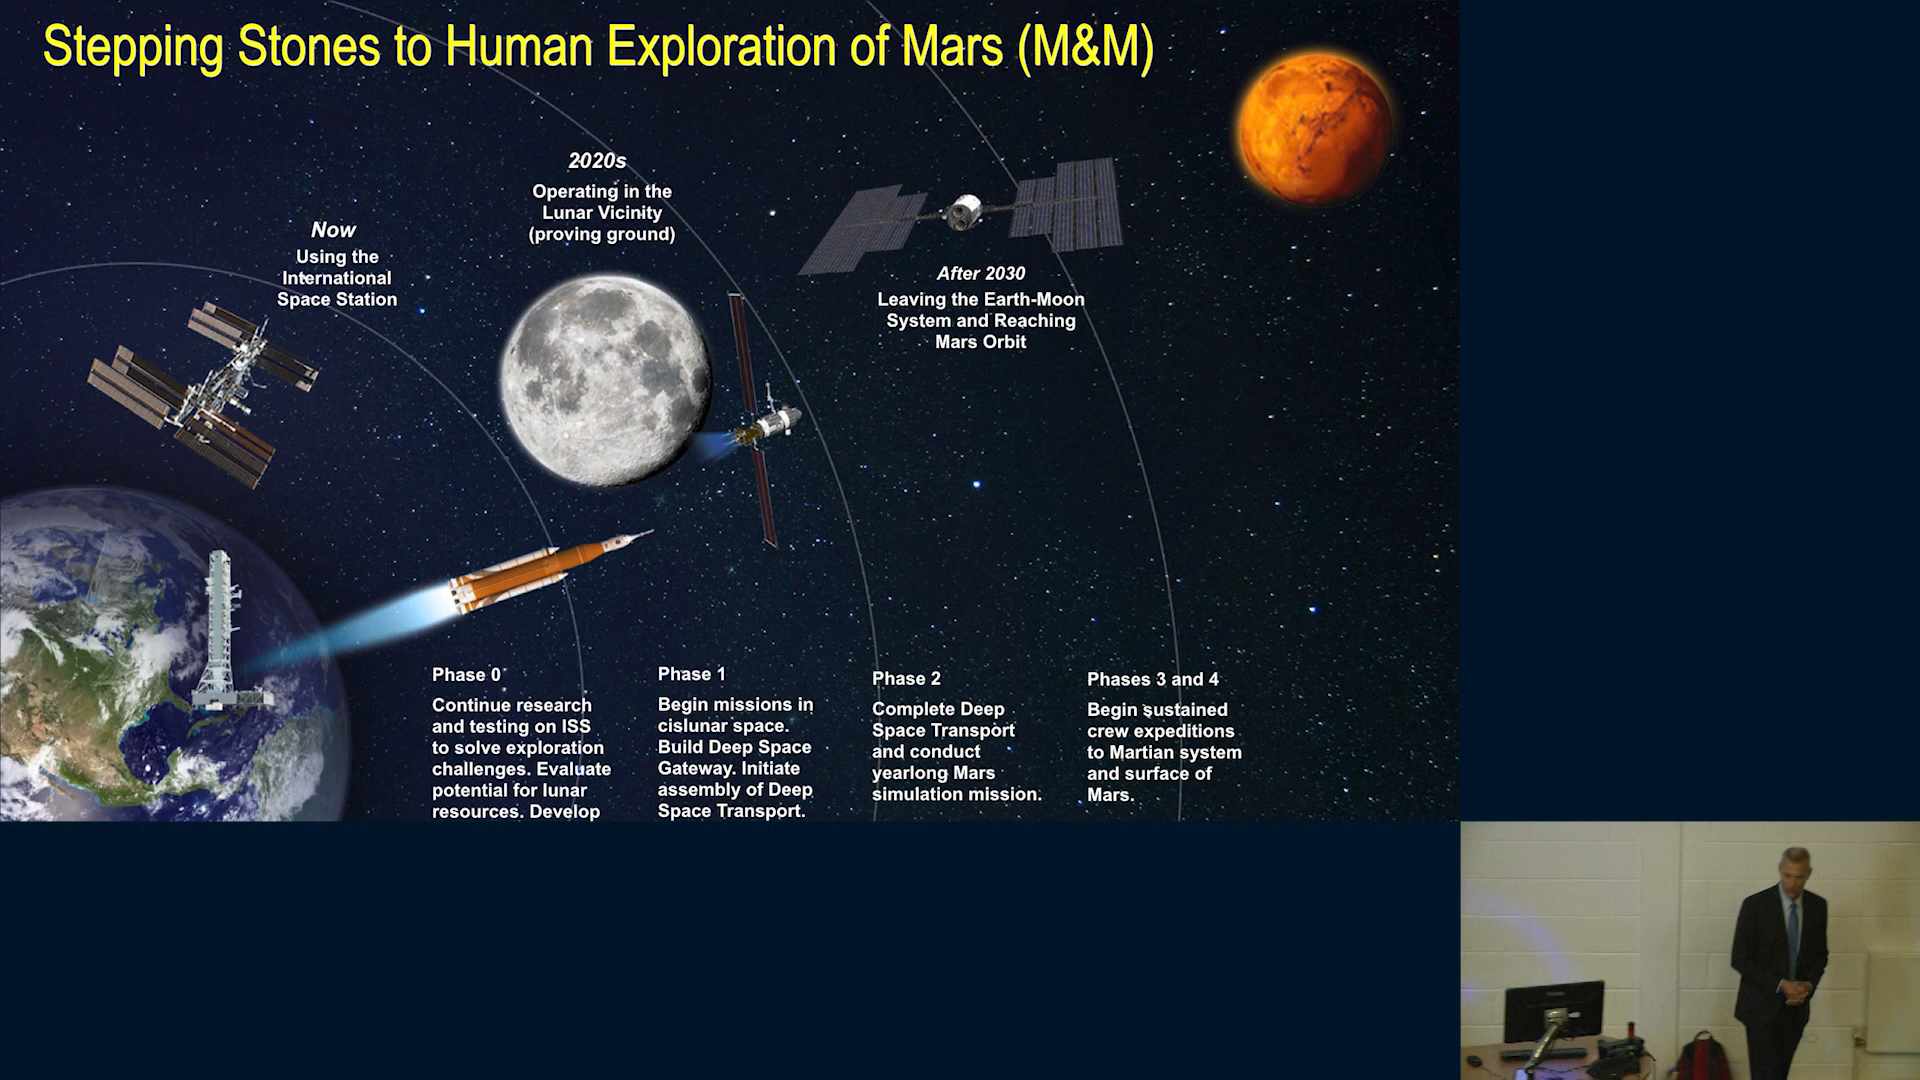 Stepping Stones to Human Exploration of Mars (M&M)
Now
Using the
International
Space Station
2020s
Operating in the
Lunar Vicinity
(proving ground)
After 2030
Leaving the Earth-Moon
System and Reaching
Mars Orbit
Phase 0
Continue research
and testing on ISS
to solve exploration
challenges. Evaluate
potential for lunar
resources. Develop
Phase 1
Begin missions in
cislunar space.
Build Deep Space
Gateway. Initiate
assembly of Deep
Space Transport.
Phase 2
Complete Deep
Space Transport
and conduct
yearlong Mars
simulation mission.
Phases 3 and 4
Begin sustained
crew expeditions
to Martian system
and surface of
Mars.